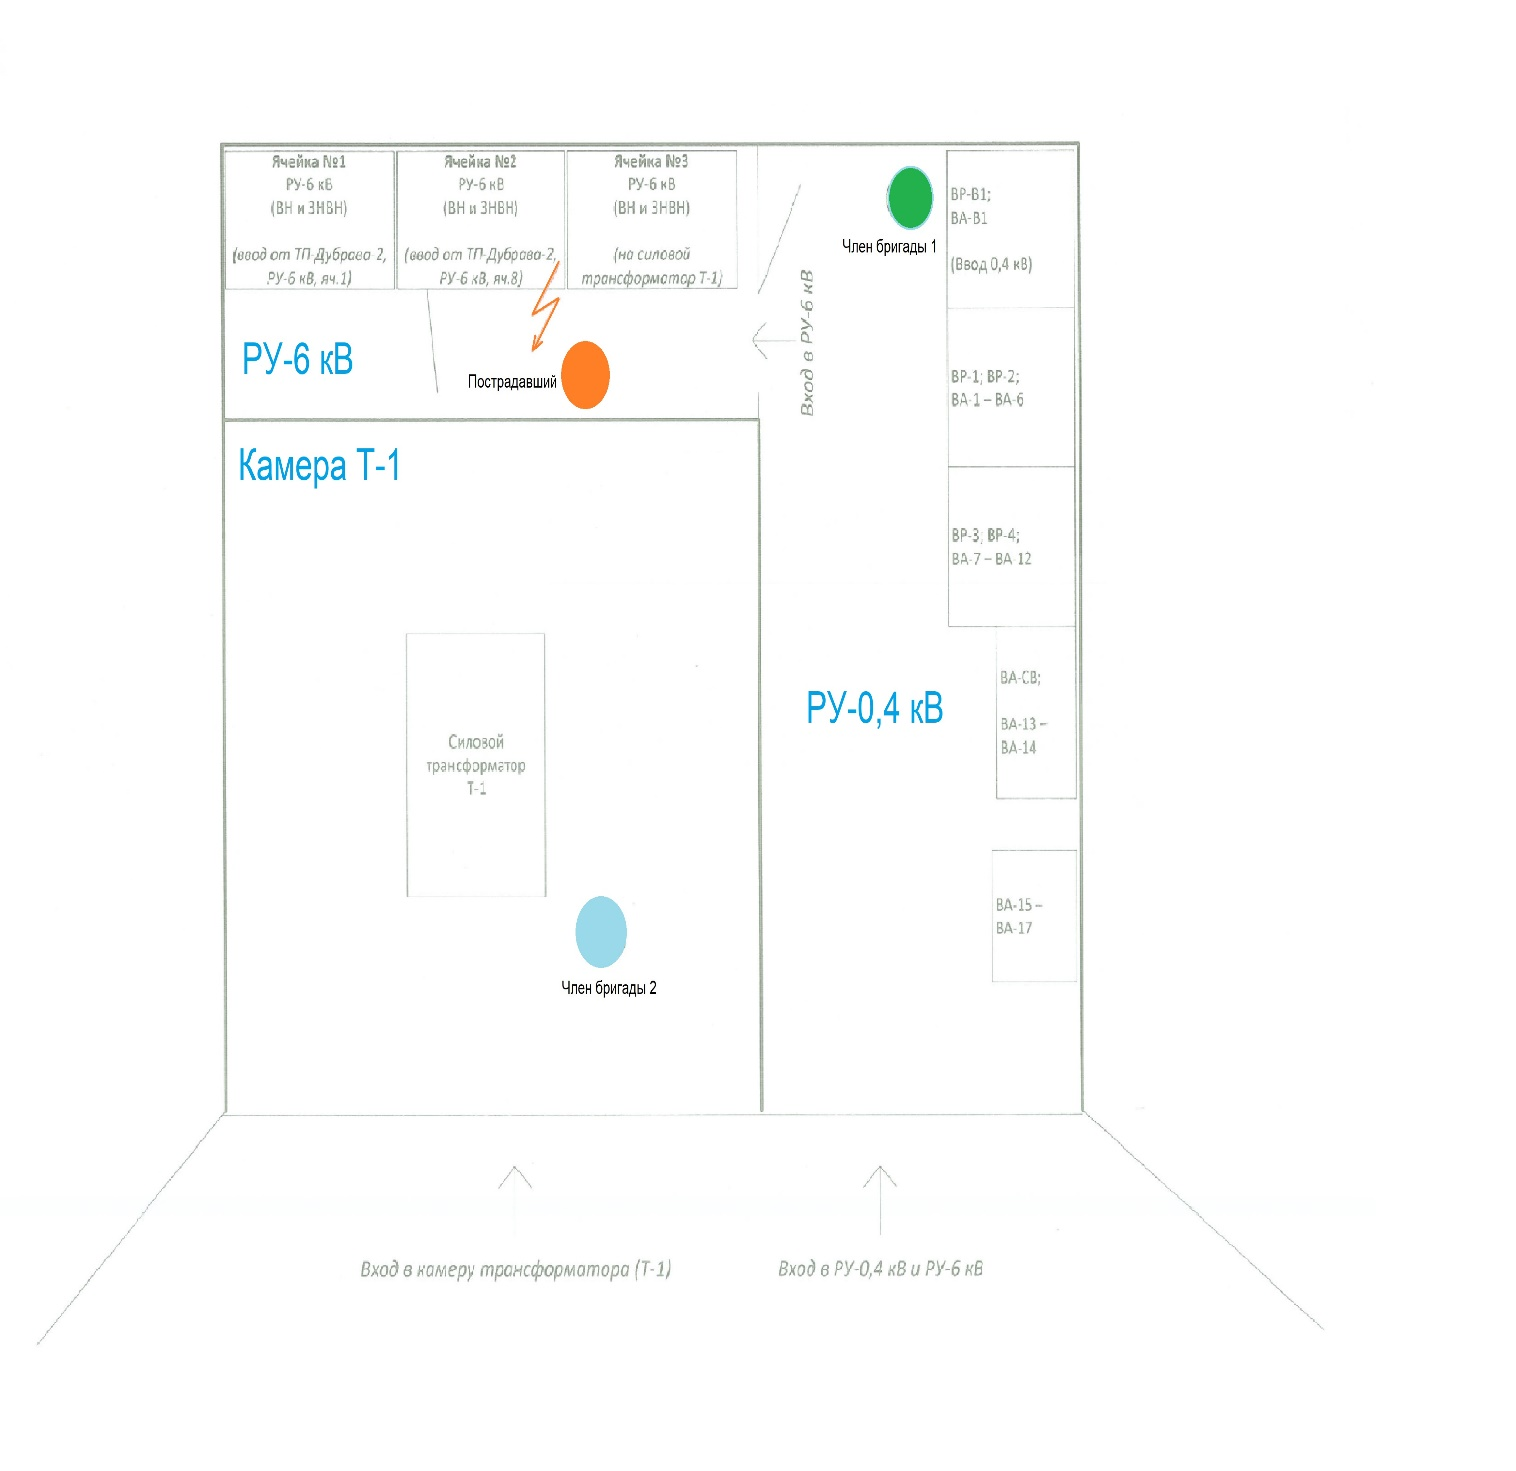 Ячейка №1
РУ-6 кВ
(ВН и ЗНВН)
(ввод от ТП-Дуброва-2,
РУ-6 кВ, яч.1)
Ячейка №2
РУ-6 кВ
(ВН и ЗНВН)
(ввод от ТП-Дуброва-2,
РУ-6 кВ, яч.8)
Ячейка №3
РУ-6 кВ
(ВН и ЗНВН)
(на силовой
трансформатор Т-1)
Член бригады 1
ВР-В1;
ВА-В1
(Ввод 0,4 кВ)
РУ-6 кВ
Пострадавший
Вход в РУ-6 кВ
ВР-1; ВР-2;
ВА-1 – ВА-6
Камера Т-1
ВР-3; ВР-4;
ВА-7 – ВА-12
Силовой
трансформатор
Т-1
РУ-0,4 кВ
ВА-СВ;
ВА-13 –
ВА-14
ВА-15 –
ВА-17
Член бригады 2
Вход в камеру трансформатора (Т-1)
Вход в РУ-0,4 кВ и РУ-6 кВ